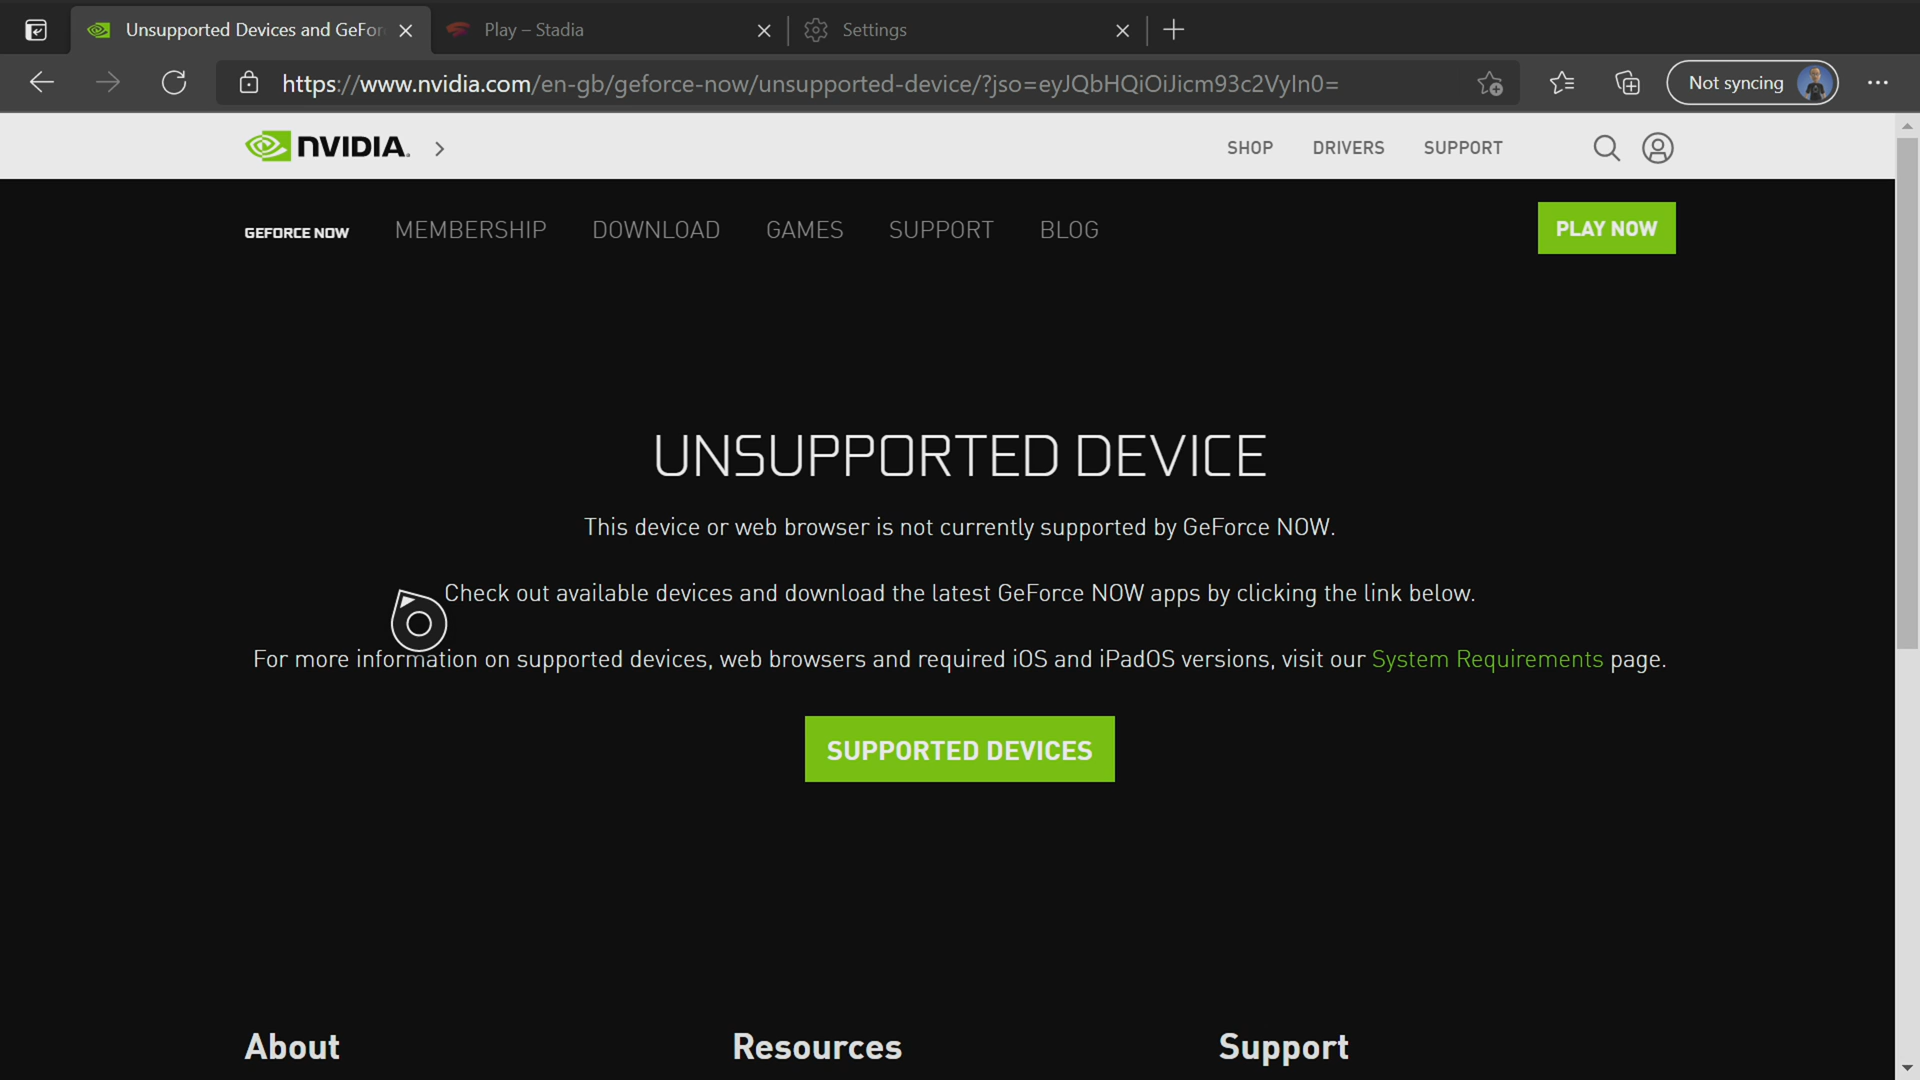 Unsupported Devices and GeFor
Play – Stadia
Settings
https://www.nvidia.com/en-gb/geforce-now/unsupported-device/?jso=eyJQbHQiOiJicm93c2VyIn0=
Not syncing
NVIDIA.
SHOP
DRIVERS
SUPPORT
GEFORCE NOW
MEMBERSHIP
DOWNLOAD
GAMES
SUPPORT
BLOG
PLAY NOW
UNSUPPORTED DEVICE
This device or web browser is not currently supported by GeForce NOW.
Check out available devices and download the latest GeForce NOW apps by clicking the link below.
For more information on supported devices, web browsers and required iOS and iPadOS versions, visit our System Requirements page.
SUPPORTED DEVICES
About
Resources
Support